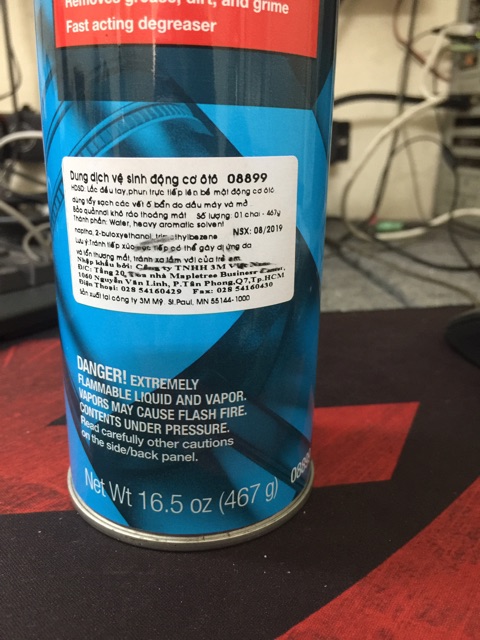 Removes grease, dirt, and grime
Fast acting degreaser
Dung dịch vệ sinh động cơ ôtô 08899
HDSD: Lắc đều tay, phun trực tiếp lên bề mặt động cơ ôtô
dùng tẩy sạch các vết ố bẩn do dầu máy và mỡ
Bảo quản:nơi khô ráo thoáng mát Số lượng: 01 chai - 467g
Thành phần: Water, heavy aromatic solvent
NSX: 08/2019
naptha, 2-butoxyethanol, trimethylbezene
Lưu ý:Tránh tiếp xúc trực tiếp có thể gây dị ứng da
và tổn thương mắt, tránh xa tầm với của trẻ em.
Nhập khẩu bởi: Công ty TNHH 3M Việt Nam
ĐC: Tầng 20, Tòa nhà Mapletree Business Center,
1060 Nguyễn Văn Linh, P.Tân Phong,Q7,Tp.HCM
Điện Thoại: 028 54160429 Fax: 028 54160430
Sản xuất tại công ty 3M Mỹ. St.Paul, MN 55144-1000
DANGER! EXTREMELY
FLAMMABLE LIQUID AND VAPOR.
VAPORS MAY CAUSE FLASH FIRE.
CONTENTS UNDER PRESSURE.
Read carefully other cautions
on the side/back panel.
Net Wt 16.5 oz (467 g)